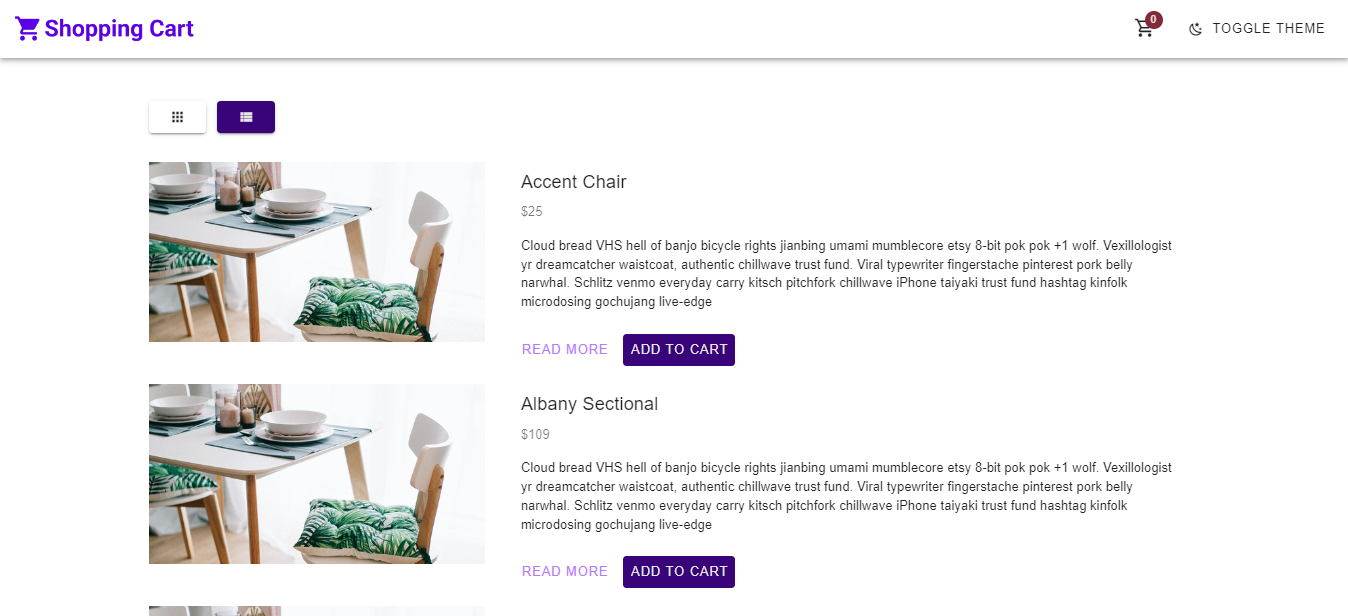 Shopping Cart
0
TOGGLE THEME
Accent Chair
$25
Cloud bread VHS hell of banjo bicycle rights jianbing umami mumblecore etsy 8-bit pok pok +1 wolf. Vexillologist
yr dreamcatcher waistcoat, authentic chillwave trust fund. Viral typewriter fingerstache pinterest pork belly
narwhal. Schlitz venmo everyday carry kitsch pitchfork chillwave iPhone taiyaki trust fund hashtag kinfolk
microdosing gochujang live-edge
READ MORE
ADD TO CART
Albany Sectional
$109
Cloud bread VHS hell of banjo bicycle rights jianbing umami mumblecore etsy 8-bit pok pok +1 wolf. Vexillologist
yr dreamcatcher waistcoat, authentic chillwave trust fund. Viral typewriter fingerstache pinterest pork belly
narwhal. Schlitz venmo everyday carry kitsch pitchfork chillwave iPhone taiyaki trust fund hashtag kinfolk
microdosing gochujang live-edge
READ MORE
ADD TO CART